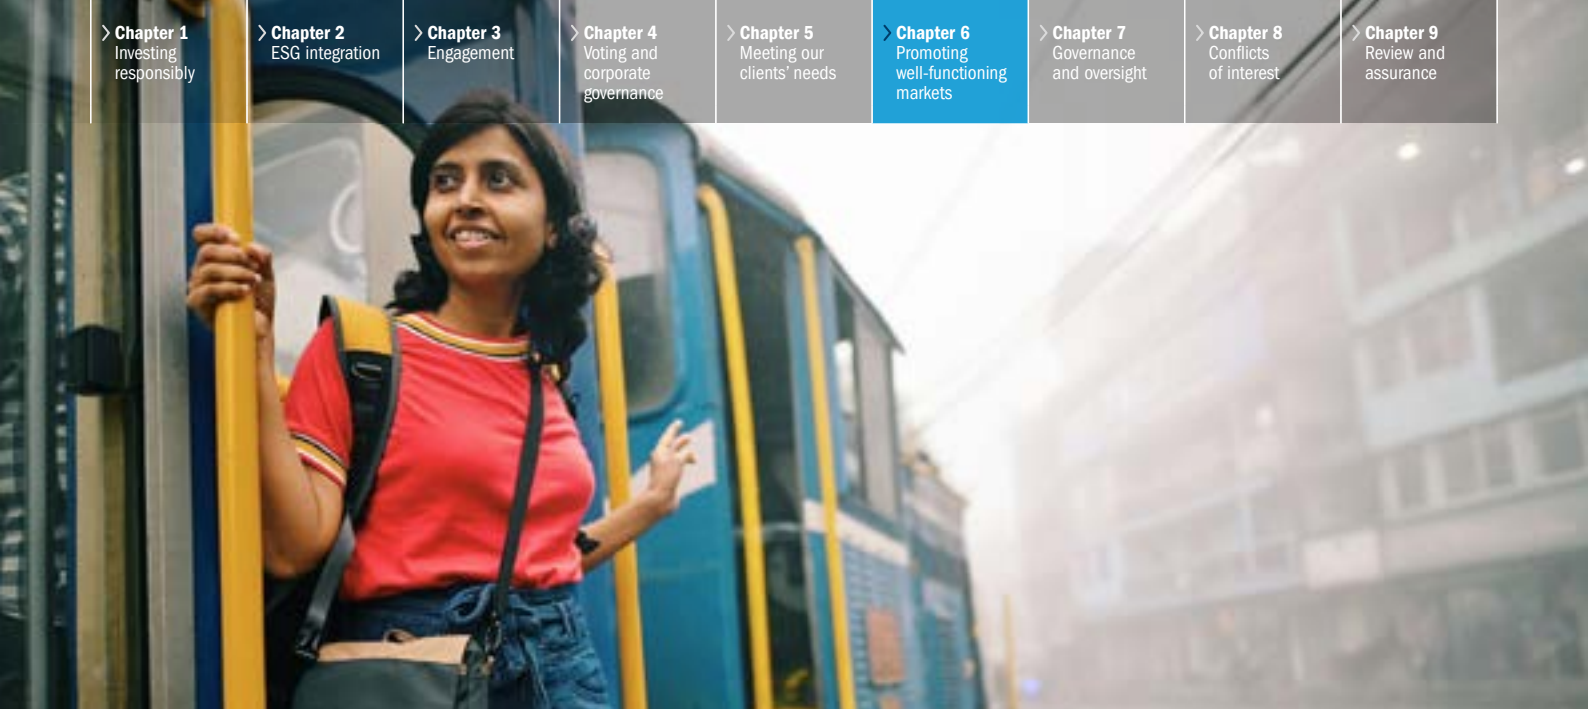 Chapter 1
Investing
responsibly
Chapter 2
ESG integration
Chapter 3
Engagement
Chapter 4
Voting and
corporate
governance
Chapter 5
Meeting our
clients' needs
Chapter 6
Promoting
well-functioning
markets
Chapter 7
Governance
and oversight
Chapter 8
Conflicts
of interest
Chapter 9
Review and
assurance